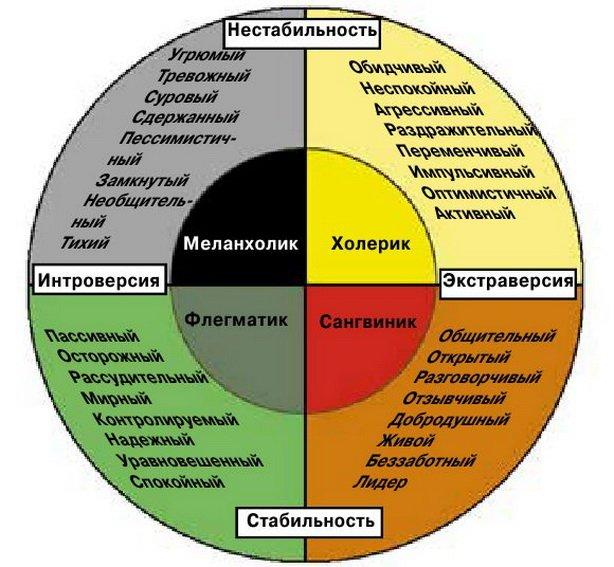 Нестабильность
Угрюмый
Тревожный
Суровый
Сдержанный
Пессимистич-
ный
Замкнутый
Необщитель-
ный
Тихий
Обидчивый
Неспокойный
Агрессивный
Раздражительный
Переменчивый
Импульсивный
Оптимистичный
Активный
Меланхолик
Холерик
Интроверсия
Экстраверсия
Флегматик
Сангвиник
Пассивный
Осторожный
Рассудительный
Мирный
Контролируемый
Надежный
Уравновешенный
Спокойный
Общительный
Открытый
Разговорчивый
Отзывчивый
Добродушный
Живой
Беззаботный
Лидер
Стабильность